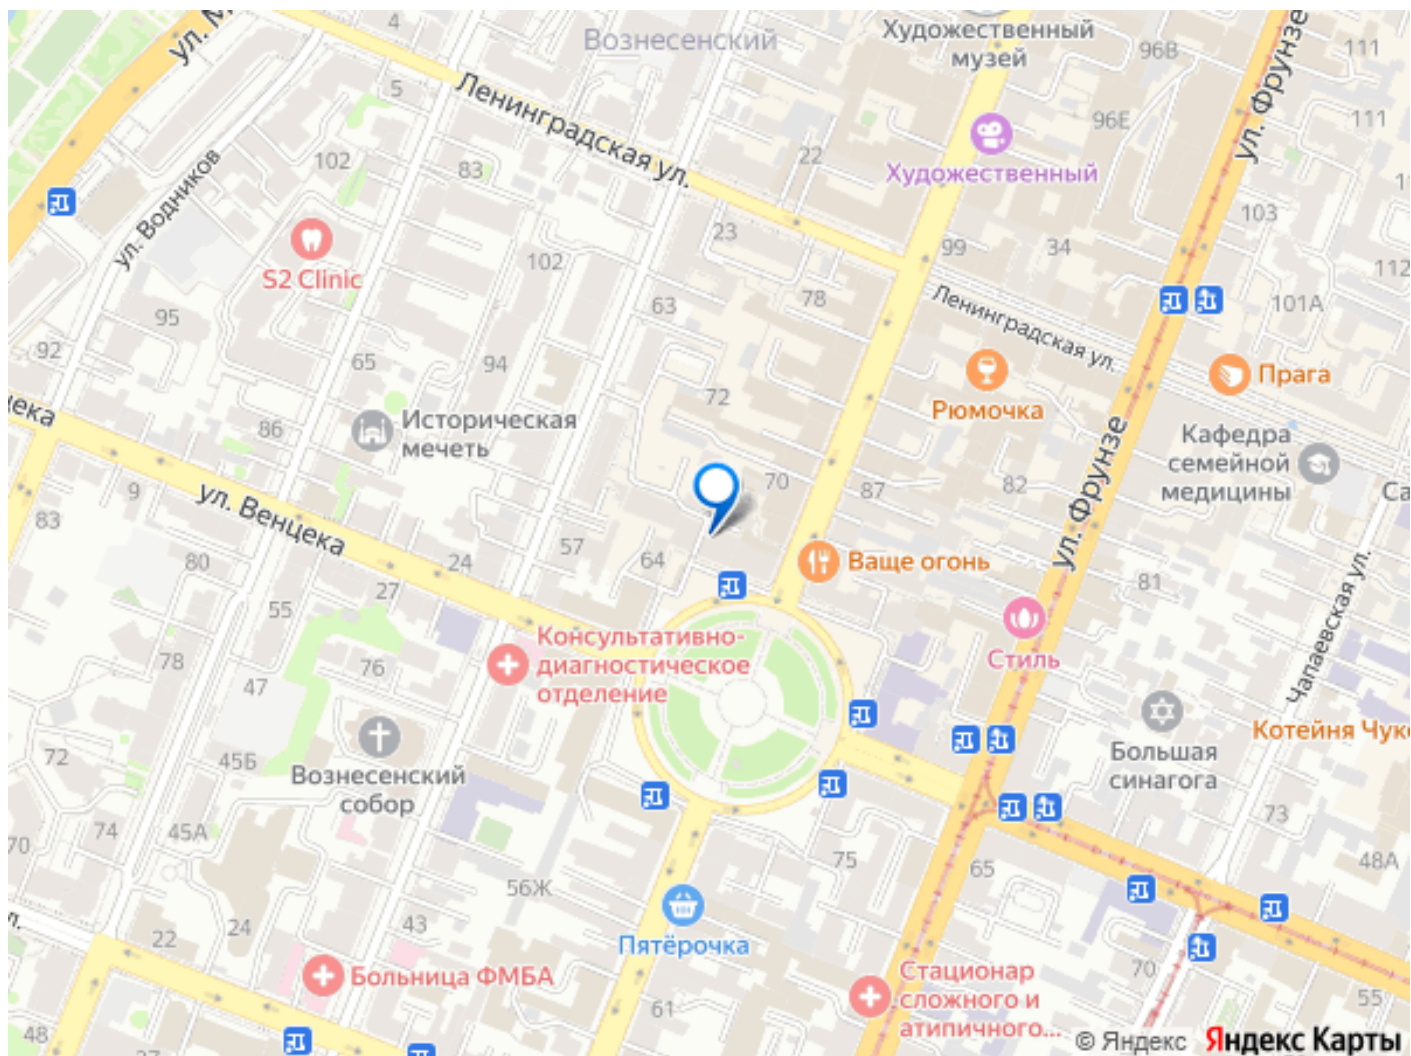 ул. М
64
4
Вознесенский
Художественный
музей
96В
ул. Фрунзе
111
5
Ленинградская ул.
96Е
111
102
83
22
Художественный
ул. Водников
23
99
34
103
S2 Clinic
102
63
78
112
101А
95
Ленинградская ул.
92
65
94
72
Рюмочка
Прага
86
Историческая
мечеть
Кафедра
семейной
медицины
ул. Фрунзе
70
87
82
9
83
ул. Венцека
80
24
57
64
Ваще огонь
81
27
55
Чапаевская ул.
78
76
47
Консультативно-
диагностическое
отделение
Стиль
72
45Б
Вознесенский
собор
Большая
синагога
Котейня Чук
74
45А
70
73
75
65
48А
56Ж
24
22
43
Пятёрочка
Больница ФМБА
Стационар
сложного и
атипичного...
70
61
55
48
© Яндекс
Яндекс Карты